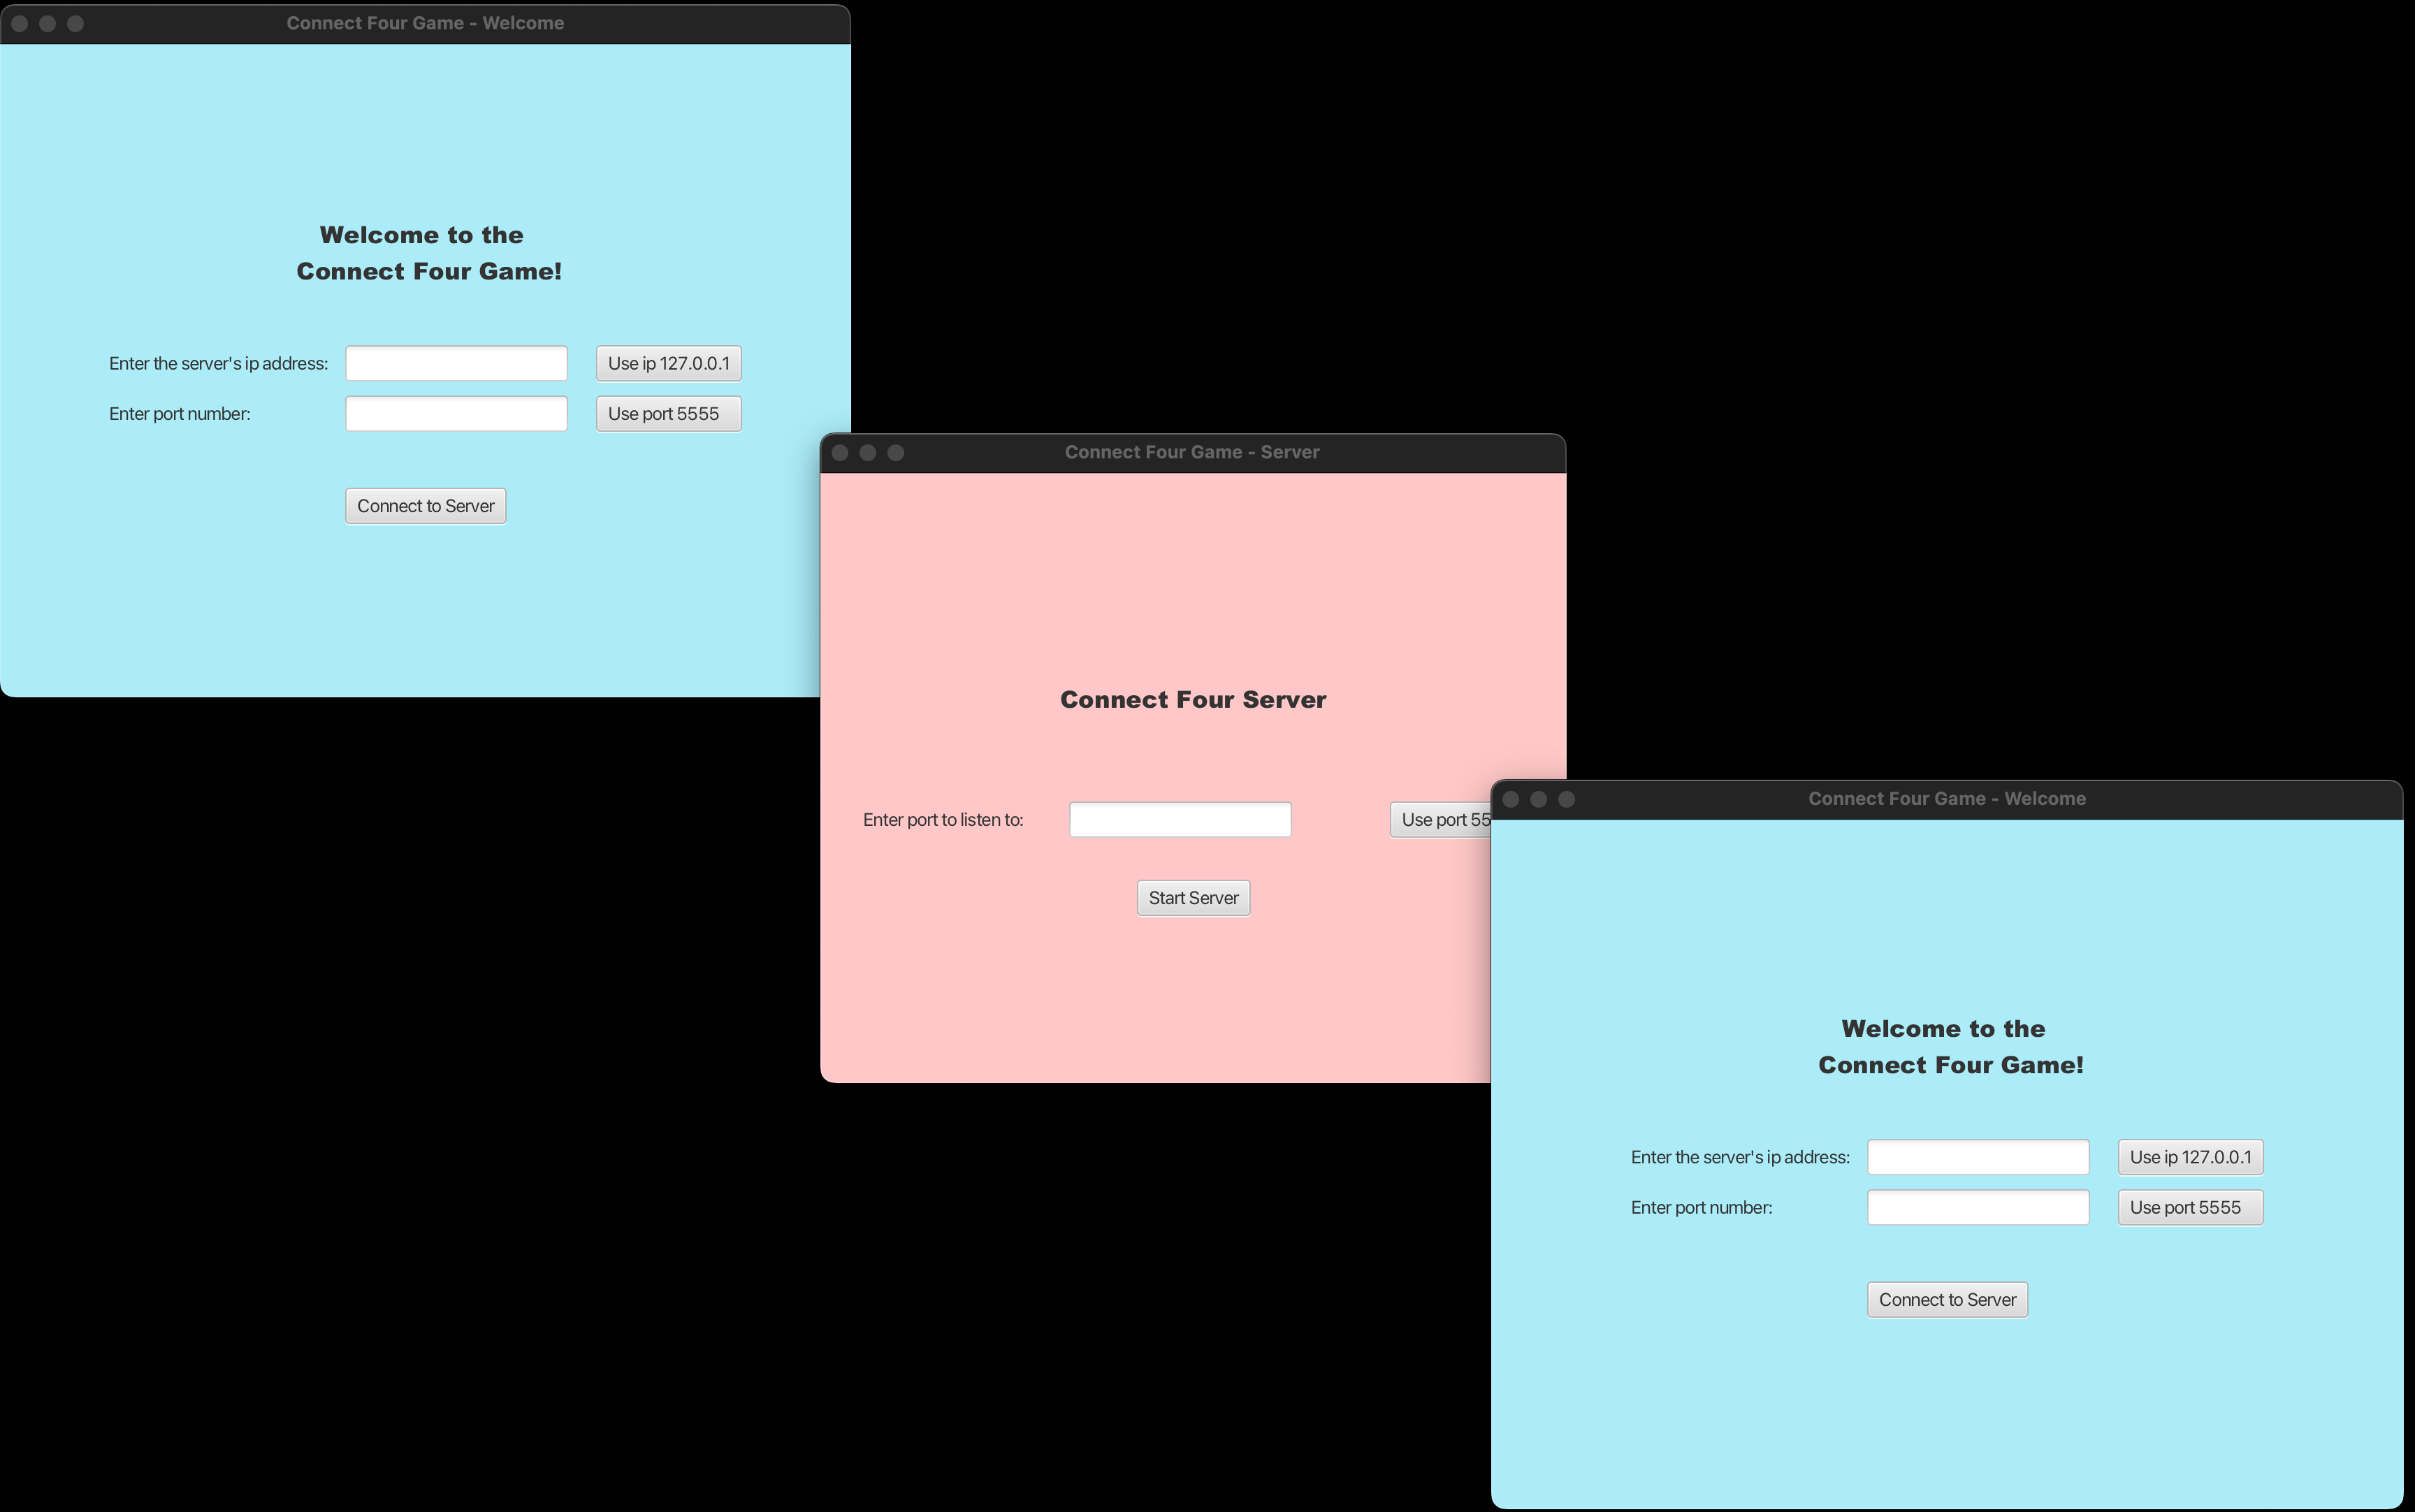 Connect Four Game - Welcome
Welcome to the
Connect Four Game!
Enter the server's ip address:
Use ip 127.0.0.1
Enter port number:
Use port 5555
Connect to Server
Connect Four Game - Server
Connect Four Server
Enter port to listen to:
Use port 55
Start Server
Connect Four Game - Welcome
Welcome to the
Connect Four Game!
Enter the server's ip address:
Use ip 127.0.0.1
Enter port number:
Use port 5555
Connect to Server